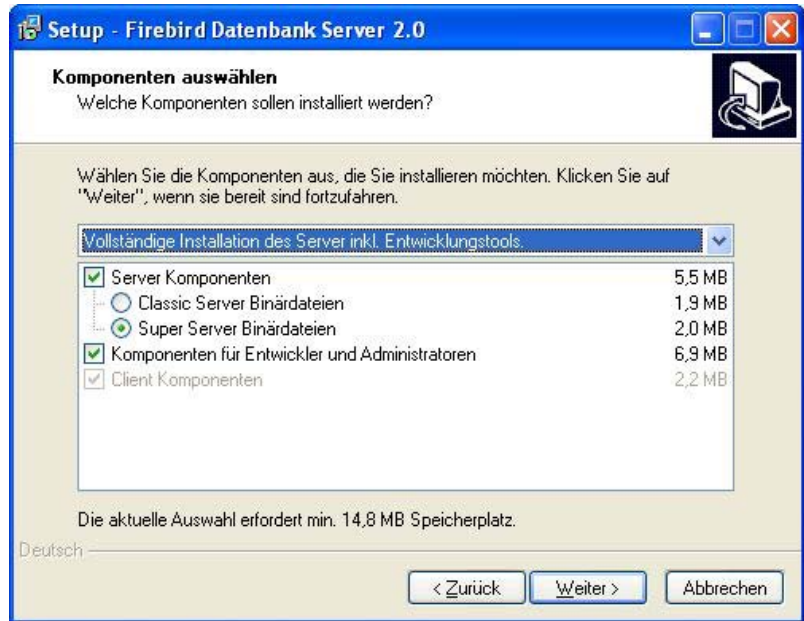 Setup - Firebird Datenbank Server 2.0
Komponenten auswählen
Welche Komponenten sollen installiert werden?
Wählen Sie die Komponenten aus, die Sie installieren möchten. Klicken Sie auf
"Weiter", wenn sie bereit sind fortzufahren.
Vollständige Installation des Server inkl. Entwicklungstools.
Server Komponenten 5,5 MB
Classic Server Binärdateien 1,9 MB
Super Server Binärdateien 2,0 MB
Komponenten für Entwickler und Administratoren 6,9 MB
Client Komponenten 2,2 MB
Die aktuelle Auswahl erfordert min. 14,8 MB Speicherplatz.
Deutsch
< Zurück Weiter > Abbrechen